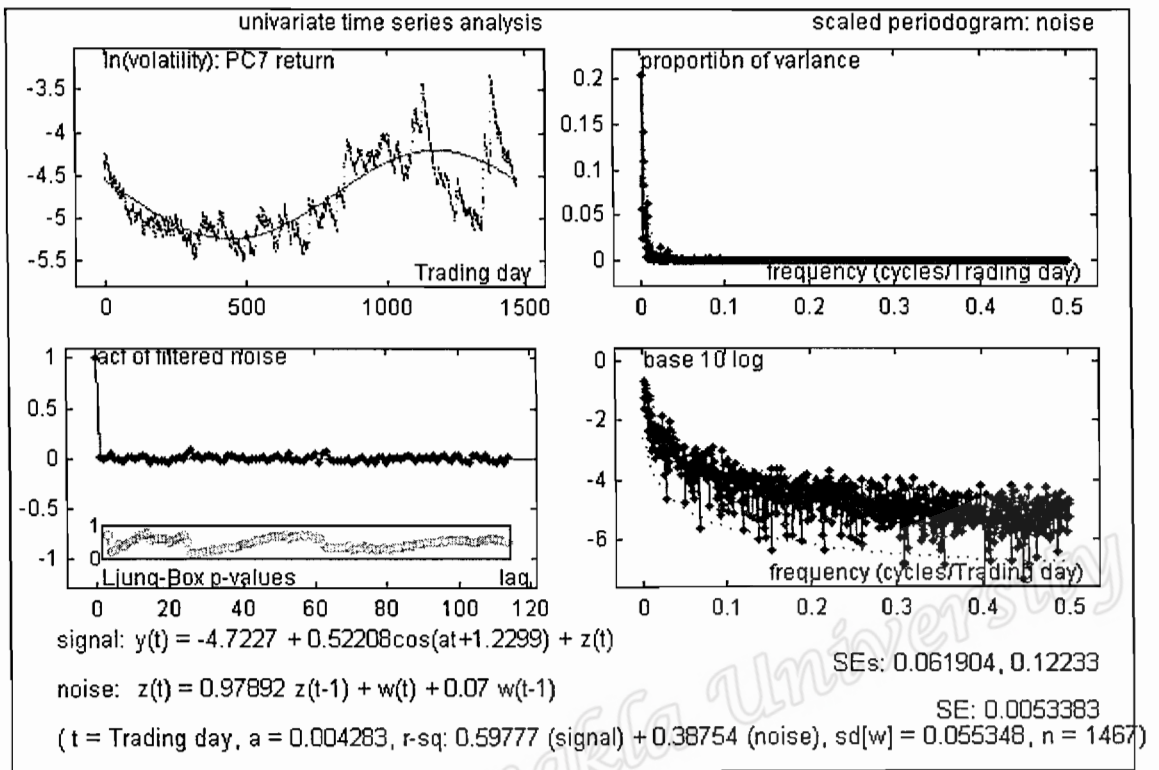 univariate time series analysis
scaled periodogram: noise
ln(volatility): PC7 return
-3.5
-4
-4.5
-5
-5.5
Trading day
0 500 1000 1500
proportion of variance
0.2
0.15
0.1
0.05
0
frequency (cycles/Trading day)
0 0.1 0.2 0.3 0.4 0.5
acf of filtered noise
1
0.5
0
-0.5
-1
1
0
Ljung-Box p-values
lag
0 20 40 60 80 100 120
base 10 log
0
-2
-4
-6
frequency (cycles/Trading day)
0 0.1 0.2 0.3 0.4 0.5
signal: y(t) = -4.7227 + 0.52208cos(at+1.2299) + z(t)
SEs: 0.061904, 0.12233
noise: z(t) = 0.97892 z(t-1) + w(t) + 0.07 w(t-1)
SE: 0.0053383
( t = Trading day, a = 0.004283, r-sq: 0.59777 (signal) + 0.38754 (noise), sd[w] = 0.055348, n = 1467)
University